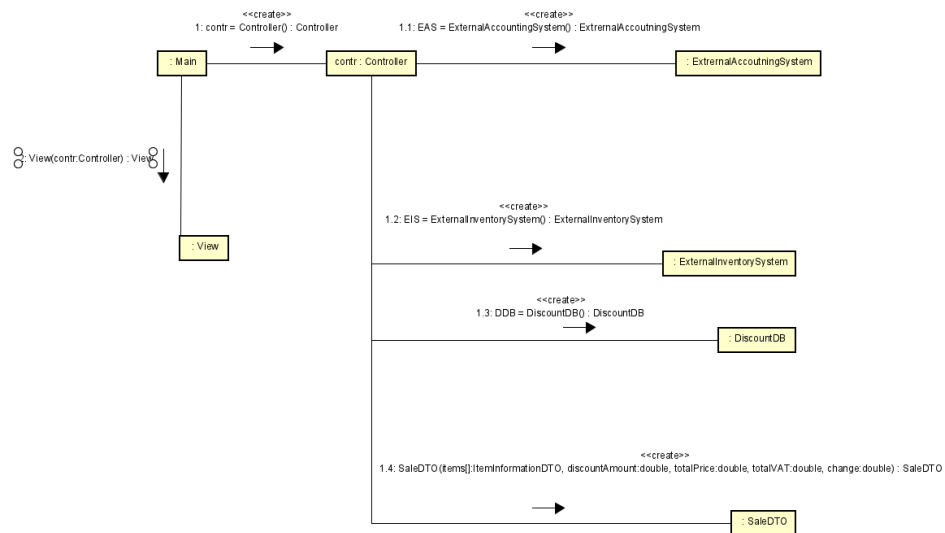 <<create>>
1: contr = Controller() : Controller
<<create>>
1.1: EAS = ExternalAccountingSystem() : ExtrernalAccoutningSystem
: Main
contr : Controller
: ExtrernalAccoutningSystem
2: View(contr:Controller) : View
<<create>>
1.2: EIS = ExternalInventorySystem() : ExternalInventorySystem
: View
: ExternalInventorySystem
<<create>>
1.3: DDB = DiscountDB() : DiscountDB
: DiscountDB
<<create>>
1.4: SaleDTO(items[]:ItemInformationDTO, discountAmount:double, totalPrice:double, totalVAT:double, change:double) : SaleDTO
: SaleDTO